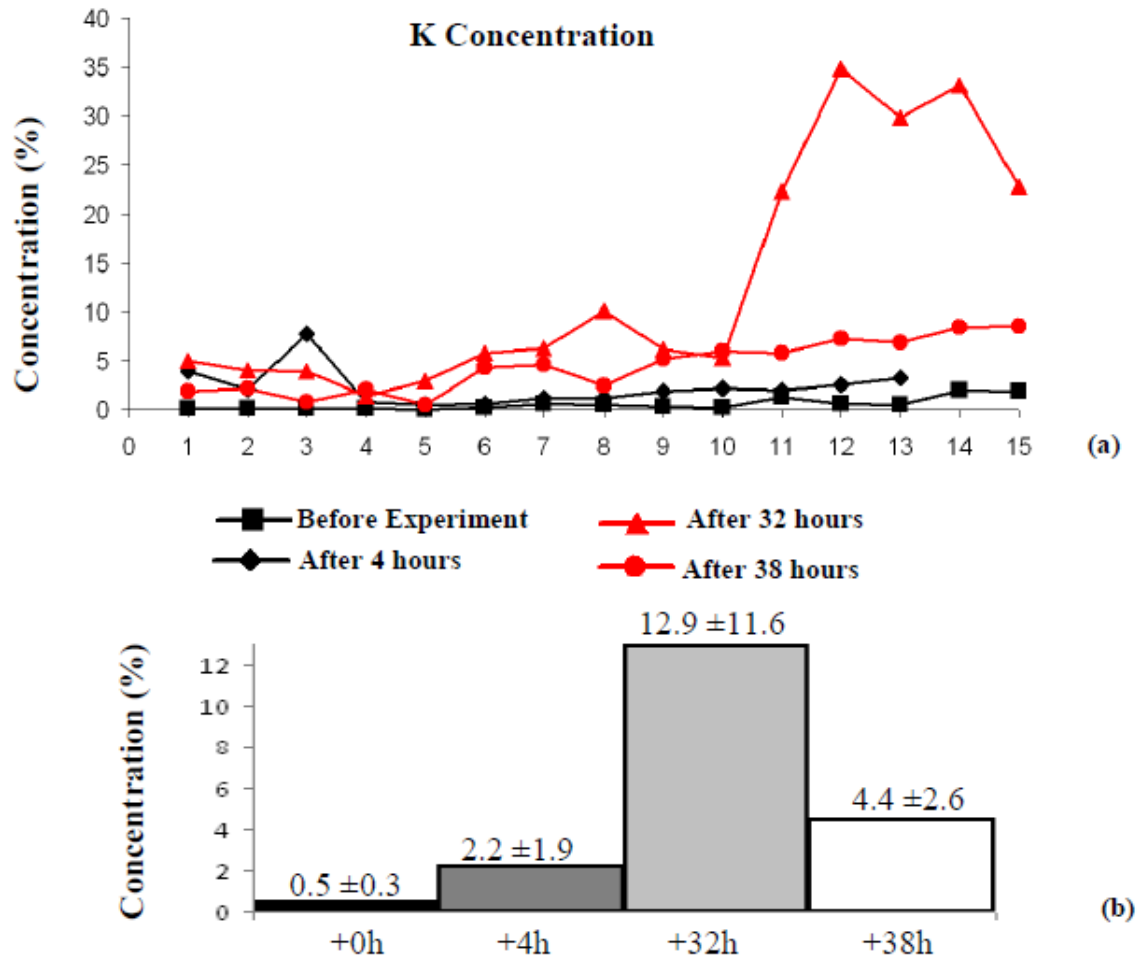 K Concentration
Concentration (%)
40
35
30
25
20
15
10
5
0
0 1 2 3 4 5 6 7 8 9 10 11 12 13 14 15
(a)
Before Experiment
After 32 hours
After 4 hours
After 38 hours
Concentration (%)
12
10
8
6
4
2
0
0.5 ±0.3
2.2 ±1.9
12.9 ±11.6
4.4 ±2.6
(b)
+0h +4h +32h +38h